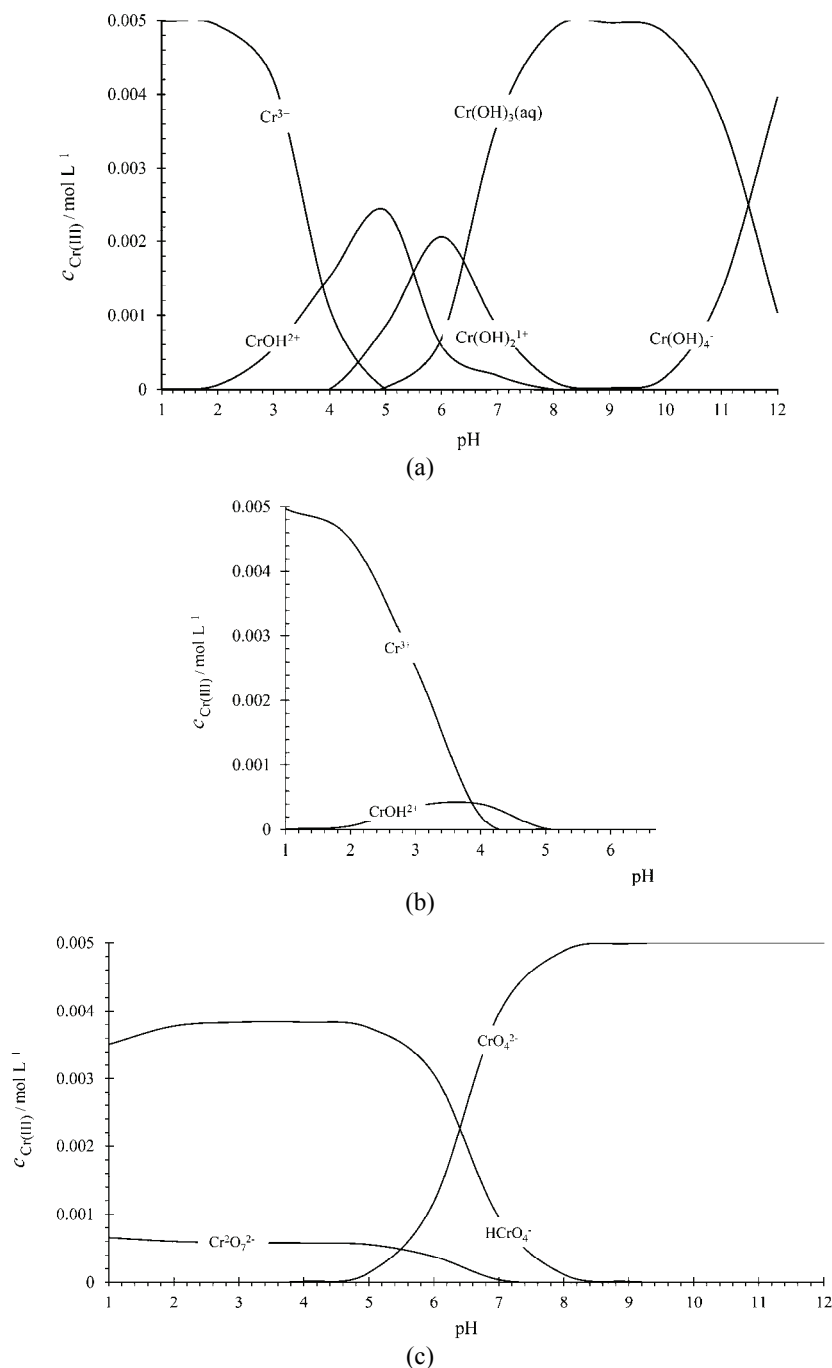 0.005
0.004
0.003
0.002
0.001
0
c Cr(III) / mol L⁻¹
Cr³⁺
Cr(OH)₃(aq)
CrOH²⁺
Cr(OH)₂¹⁺
Cr(OH)₄⁻
1 2 3 4 5 6 7 8 9 10 11 12
pH
(a)
0.005
0.004
0.003
0.002
0.001
0
c Cr(III) / mol L⁻¹
Cr³⁺
CrOH²⁺
1 2 3 4 5 6
pH
(b)
0.005
0.004
0.003
0.002
0.001
0
c Cr(III) / mol L⁻¹
CrO₄²⁻
Cr²O₇²⁻
HCrO₄⁻
1 2 3 4 5 6 7 8 9 10 11 12
pH
(c)